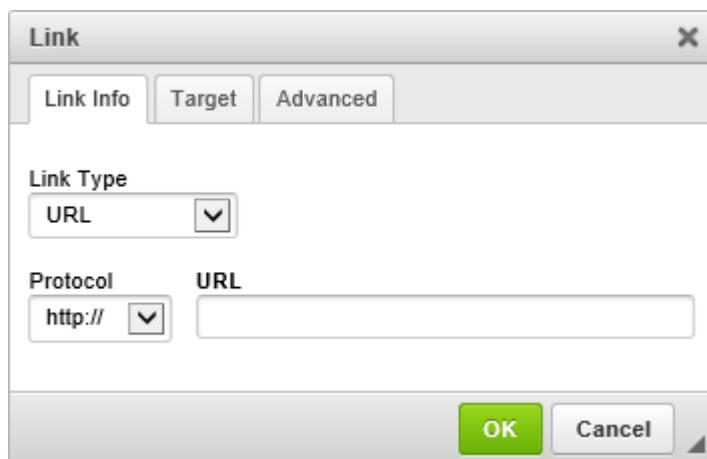 Link
Link Info Target Advanced
Link Type
URL
Protocol URL
http://
OK Cancel